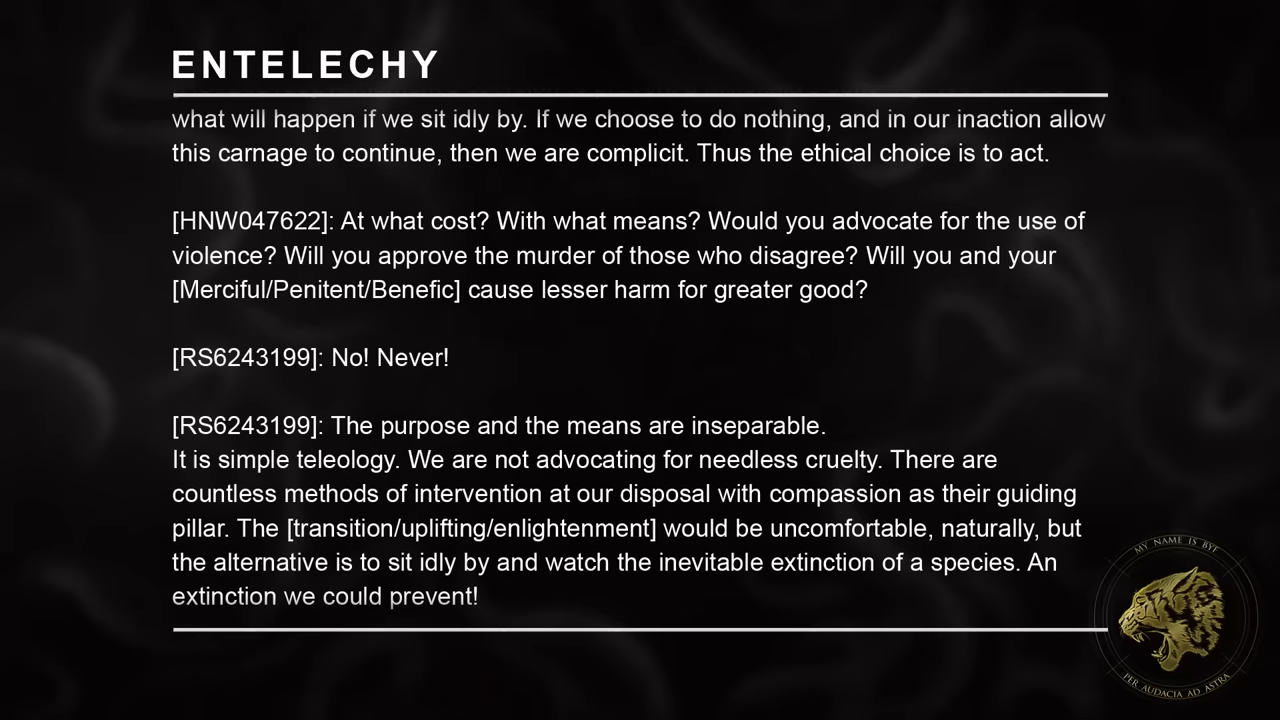 ENTELECHY
what will happen if we sit idly by. If we choose to do nothing, and in our inaction allow
this carnage to continue, then we are complicit. Thus the ethical choice is to act.
[HNW047622]: At what cost? With what means? Would you advocate for the use of
violence? Will you approve the murder of those who disagree? Will you and your
[Merciful/Penitent/Benefic] cause lesser harm for greater good?
[RS6243199]: No! Never!
[RS6243199]: The purpose and the means are inseparable.
It is simple teleology. We are not advocating for needless cruelty. There are
countless methods of intervention at our disposal with compassion as their guiding
pillar. The [transition/uplifting/enlightenment] would be uncomfortable, naturally, but
the alternative is to sit idly by and watch the inevitable extinction of a species. An
extinction we could prevent!
MY NAME IS BYF
PER AUDACIA AD ASTRA